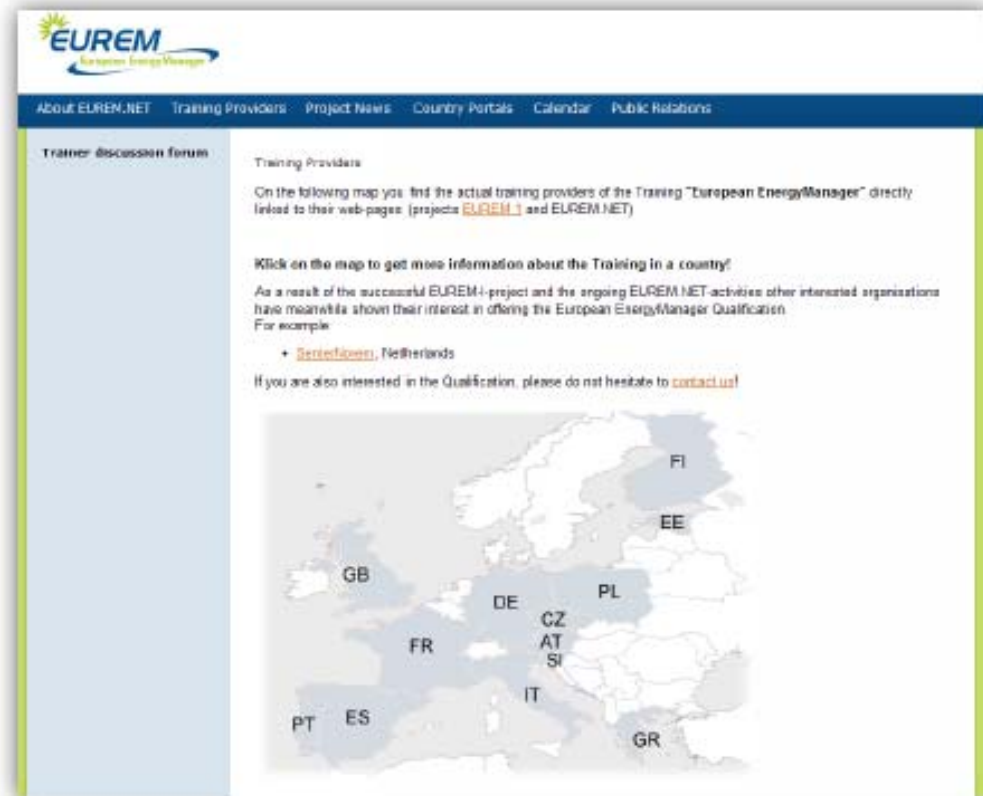 EUREM
European EnergyManager
About EUREM.NET Training Providers Project News Country Portals Calendar Public Relations
Trainer discussion forum
Training Providers
On the following map you find the actual training providers of the Training "European EnergyManager" directly
linked to their web-pages: (projects EUREM 1 and EUREM.NET)
Klick on the map to get more information about the Training in a country!
As a result of the successful EUREM-I-project and the ongoing EUREM.NET-activities other interested organisations
have meanwhile shown their interest in offering the European EnergyManager Qualification
For example
• SenterNovem, Netherlands
If you are also interested in the Qualification, please do not hesitate to contact us!
FI
EE
GB
PL
DE
CZ
FR
AT
SI
IT
PT
ES
GR